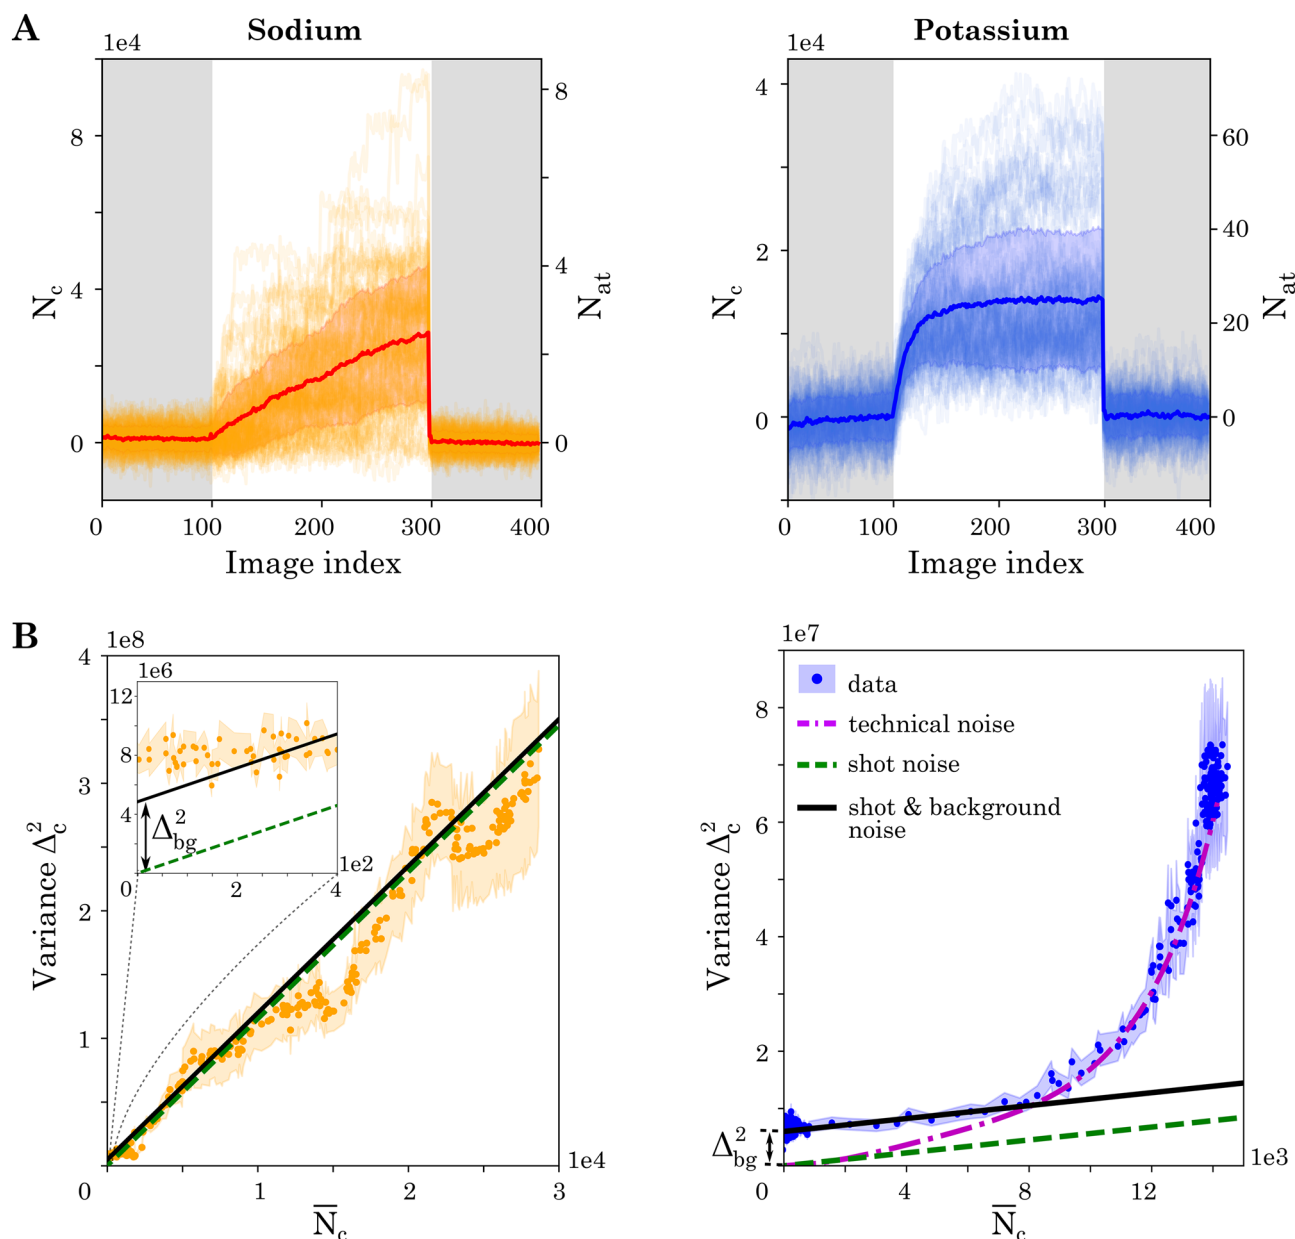 A
Sodium
Potassium
1e4
1e4
8
4
0
N_c
8
4
0
N_at
0 100 200 300 400
Image index
4
2
0
N_c
60
40
20
0
N_at
0 100 200 300 400
Image index
B
1e8
4
3
2
1
Variance Δ_c^2
1e6
12
8
4
0
Δ_bg^2
2
4
1e2
0 1 2 3
1e4
N̅_c
1e7
8
6
4
2
Variance Δ_c^2
data
technical noise
shot noise
shot & background
noise
Δ_bg^2
0 4 8 12
1e3
N̅_c